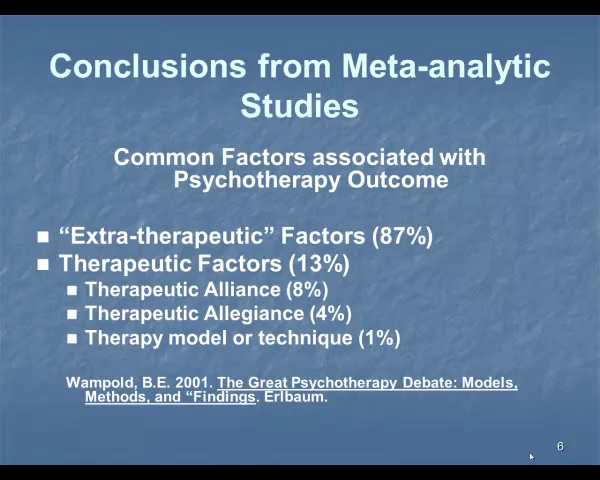 Conclusions from Meta-analytic
Studies
Common Factors associated with
Psychotherapy Outcome
“Extra-therapeutic” Factors (87%)
Therapeutic Factors (13%)
Therapeutic Alliance (8%)
Therapeutic Allegiance (4%)
Therapy model or technique (1%)
Wampold, B.E. 2001. The Great Psychotherapy Debate: Models,
Methods, and “Findings. Erlbaum.
6